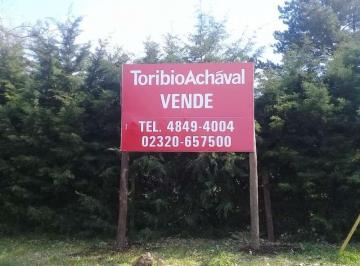 ToribioAchával
VENDE
TEL. 4849-4004
02320-657500